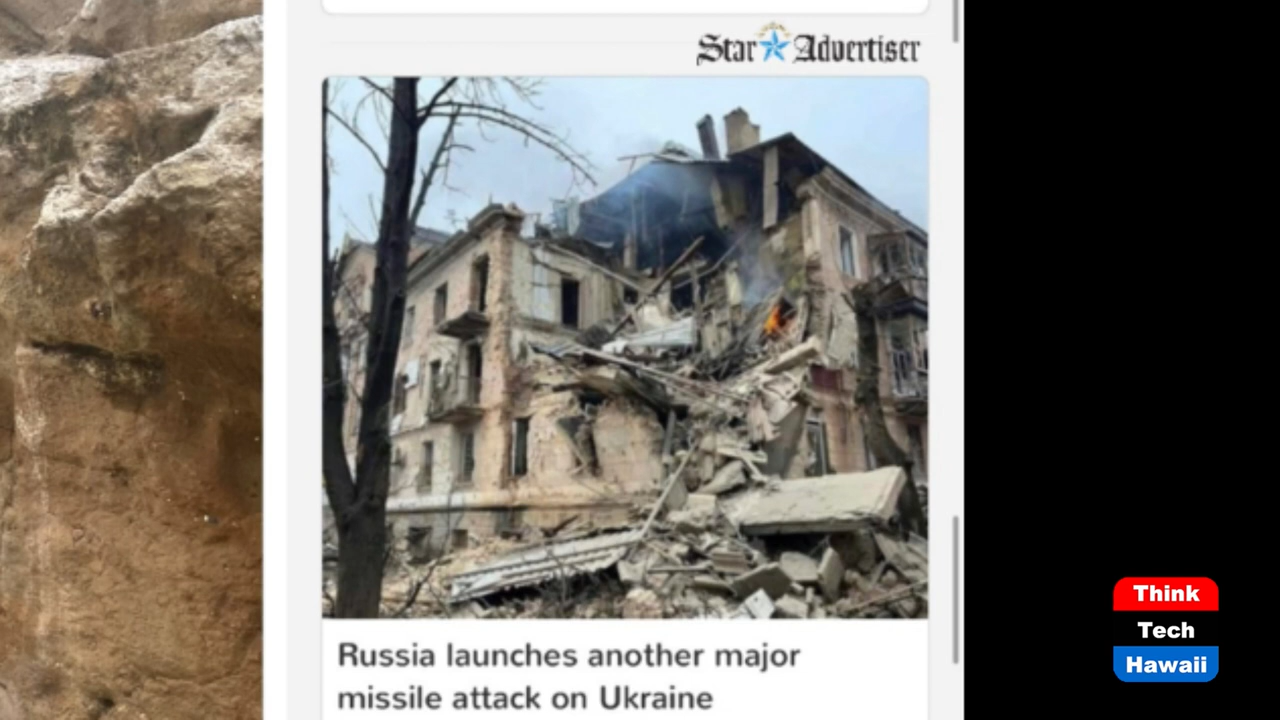 Star Advertiser
Russia launches another major
missile attack on Ukraine
Think
Tech
Hawaii